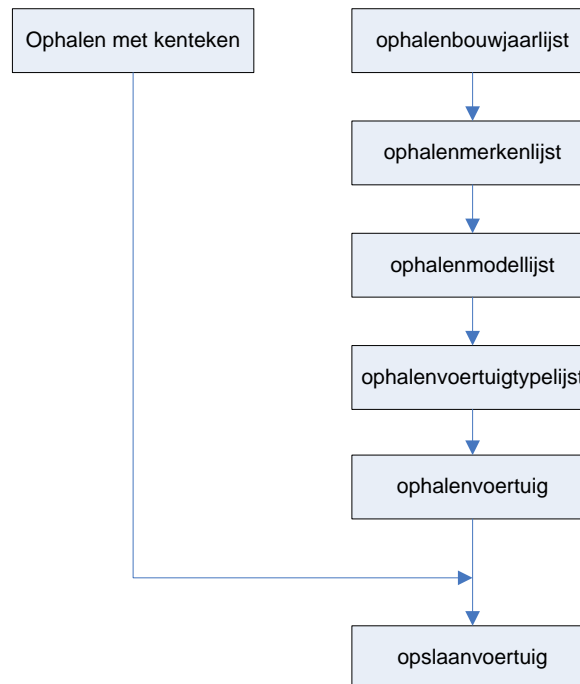 Ophalen met kenteken
ophalenbouwjaarlijst
ophalenmerkenlijst
ophalenmodellijst
ophalenvoertuigtypelijst
ophalenvoertuig
opslaanvoertuig